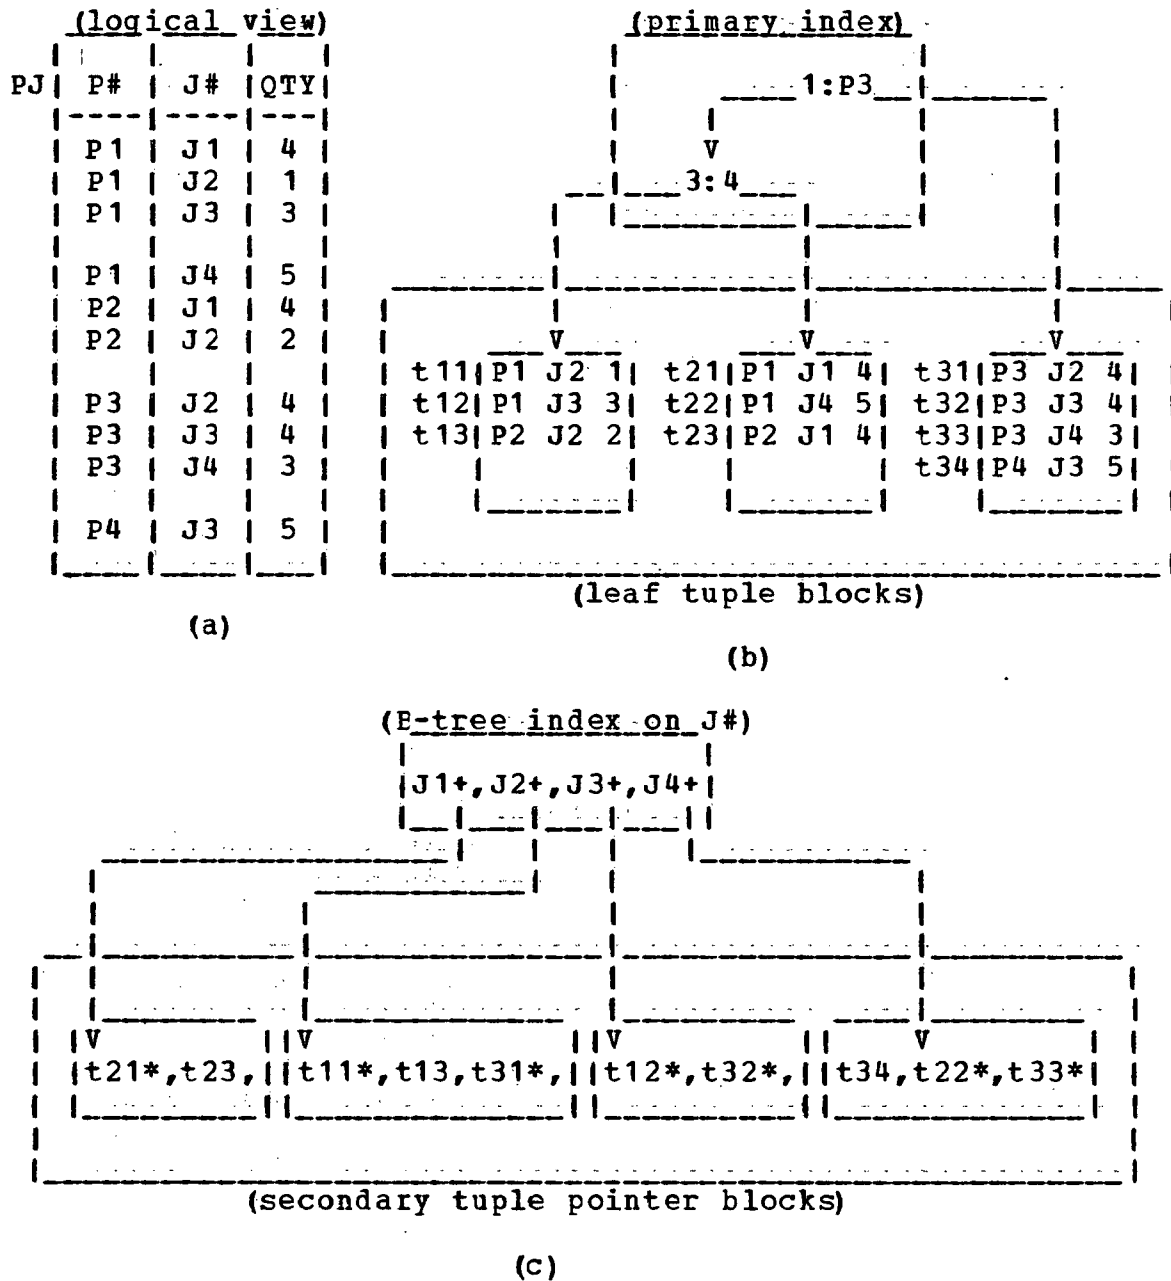 (logical view)
PJ P# J# QTY
P1 J1 4
P1 J2 1
P1 J3 3
P1 J4 5
P2 J1 4
P2 J2 2
P3 J2 4
P3 J3 4
P3 J4 3
P4 J3 5
(a)
(primary index)
1:P3
3:4
t11 P1 J2 1
t12 P1 J3 3
t13 P2 J2 2
t21 P1 J1 4
t22 P1 J4 5
t23 P2 J1 4
t31 P3 J2 4
t32 P3 J3 4
t33 P3 J4 3
t34 P4 J3 5
(leaf tuple blocks)
(b)
(B-tree index on J#)
J1+,J2+,J3+,J4+
t21*,t23, t11*,t13,t31*, t12*,t32*, t34,t22*,t33*
(secondary tuple pointer blocks)
(c)